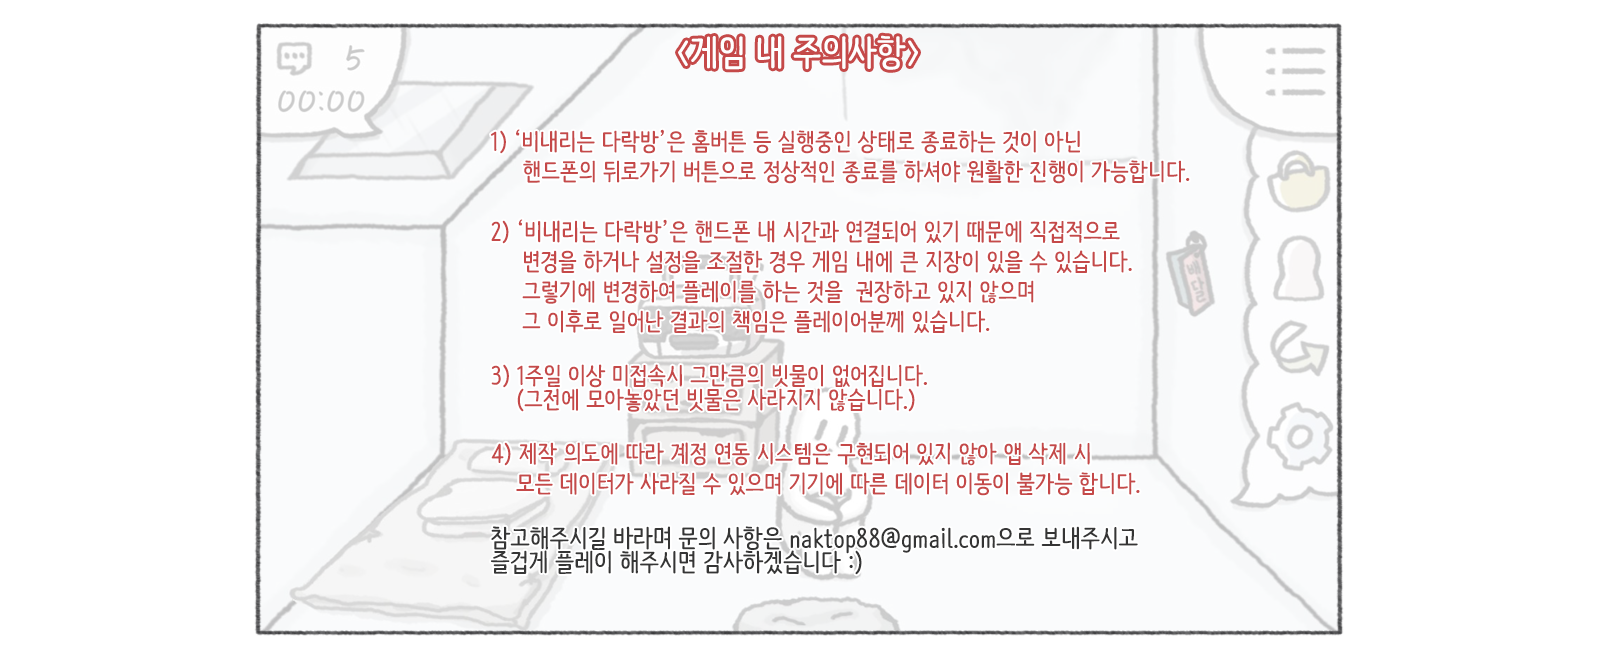 5
00:00
<게임 내 주의사항>
1) ‘비내리는 다락방’은 홈버튼 등 실행중인 상태로 종료하는 것이 아닌
핸드폰의 뒤로가기 버튼으로 정상적인 종료를 하셔야 원활한 진행이 가능합니다.
2) ‘비내리는 다락방’은 핸드폰 내 시간과 연결되어 있기 때문에 직접적으로
변경을 하거나 설정을 조절한 경우 게임 내에 큰 지장이 있을 수 있습니다.
그렇기에 변경하여 플레이를 하는 것을 권장하고 있지 않으며
그 이후로 일어난 결과의 책임은 플레이어분께 있습니다.
배달
3) 1주일 이상 미접속시 그만큼의 빗물이 없어집니다.
(그전에 모아놓았던 빗물은 사라지지 않습니다.)
4) 제작 의도에 따라 계정 연동 시스템은 구현되어 있지 않아 앱 삭제 시
모든 데이터가 사라질 수 있으며 기기에 따른 데이터 이동이 불가능 합니다.
참고해주시길 바라며 문의 사항은 naktop88@gmail.com으로 보내주시고
즐겁게 플레이 해주시면 감사하겠습니다 :)